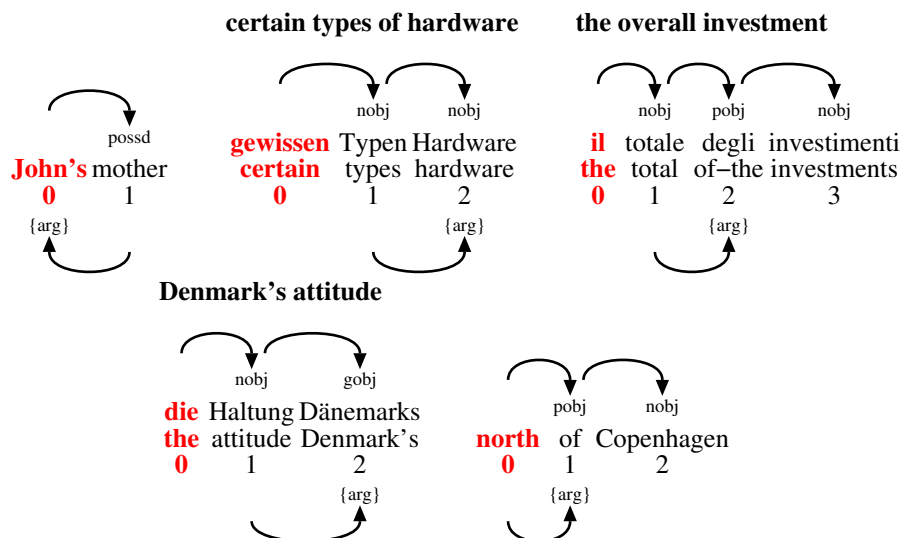 certain types of hardware
the overall investment
possd
John's mother
0 1
{arg}
nobj nobj
gewissen Typen Hardware
certain types hardware
0 1 2
{arg}
nobj pobj nobj
il totale degli investimenti
the total of−the investments
0 1 2 3
{arg}
Denmark's attitude
nobj gobj
die Haltung Dänemarks
the attitude Denmark's
0 1 2
{arg}
pobj nobj
north of Copenhagen
0 1 2
{arg}